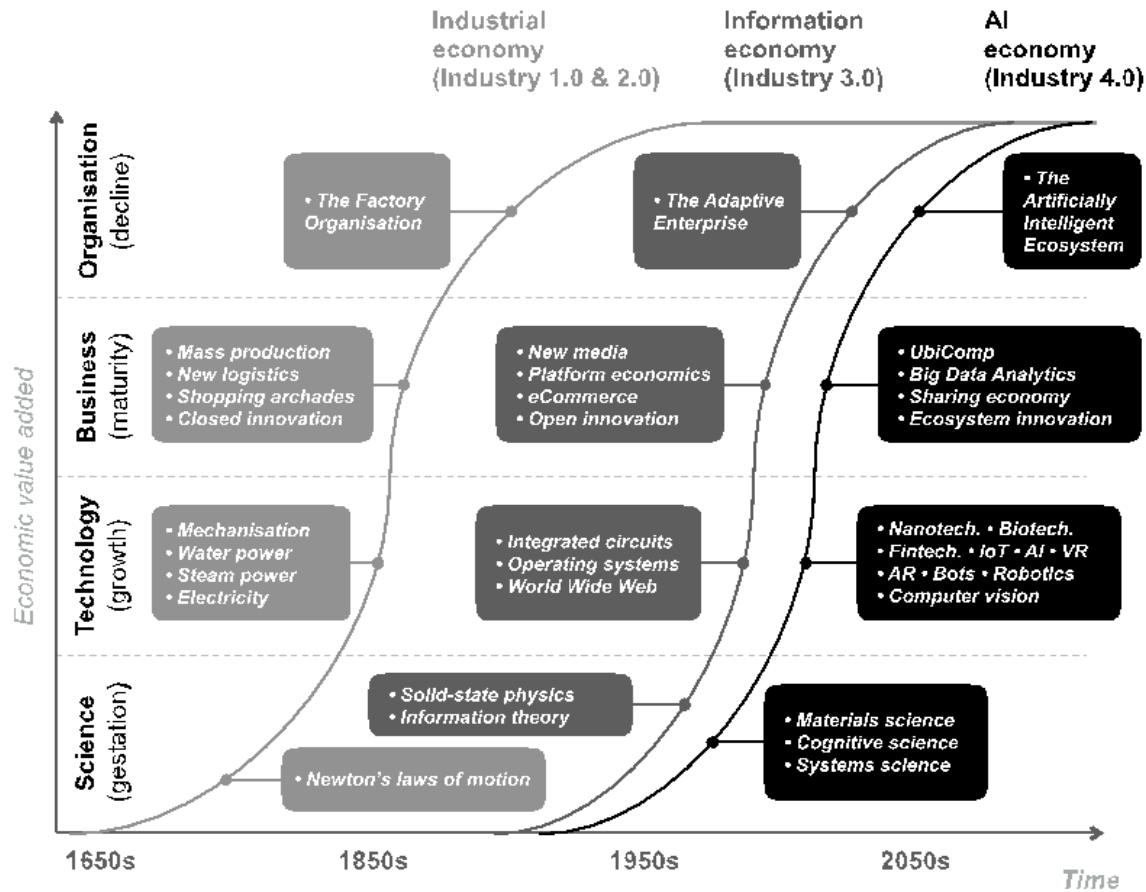 Industrial
economy
(Industry 1.0 & 2.0)
Information
economy
(Industry 3.0)
AI
economy
(Industry 4.0)
Economic value added
Organisation
(decline)
• The Factory
Organisation
• The Adaptive
Enterprise
• The
Artificially
Intelligent
Ecosystem
Business
(maturity)
• Mass production
• New logistics
• Shopping archades
• Closed innovation
• New media
• Platform economics
• eCommerce
• Open innovation
• UbiComp
• Big Data Analytics
• Sharing economy
• Ecosystem innovation
Technology
(growth)
• Mechanisation
• Water power
• Steam power
• Electricity
• Integrated circuits
• Operating systems
• World Wide Web
• Nanotech. • Biotech.
• Fintech. • IoT • AI • VR
• AR • Bots • Robotics
• Computer vision
Science
(gestation)
• Solid-state physics
• Information theory
• Newton's laws of motion
• Materials science
• Cognitive science
• Systems science
1650s
1850s
1950s
2050s
Time